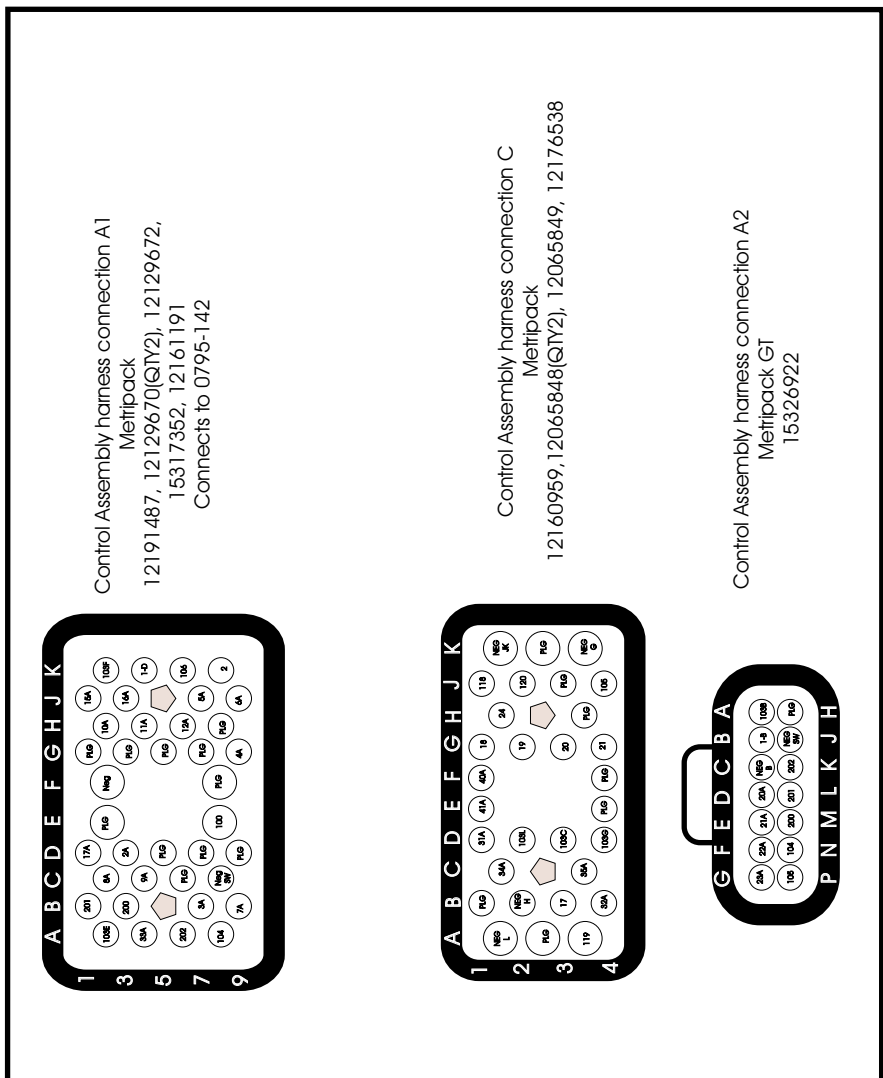 Control Assembly harness connection A1
Metripack
12191487, 12129670(QTY2), 12129672,
15317352, 12161191
Connects to 0795-142
A B C D E F G H J K
1 3 5 7 9
103E 33A 202 104
201 200 3A 7A
8A 9A PLG Neg SW
17A 2A PLG PLG PLG
PLG 100
Neg PLG
PLG PLG PLG PLG 4A
10A 11A 12A PLG
15A 16A 5A 6A
103F 1-D 106 2
Control Assembly harness connection C
Metripack
12160959, 12065848(QTY2), 12065849, 12176538
A B C D E F G H J K
1 2 3 4
NEG L PLG 119
PLG NEG H 17 32A
34A 35A
31A 103L 103C 103G
41A PLG
40A PLG
18 19 20 21
24 PLG
118 120 PLG 105
NEG JK PLG NEG G
Control Assembly harness connection A2
Metripack GT
15326922
G F E D C B A
23A 22A 21A 20A NEG B 1-B 103B
105 104 200 201 202 NEG SW PLG
P N M L K J H